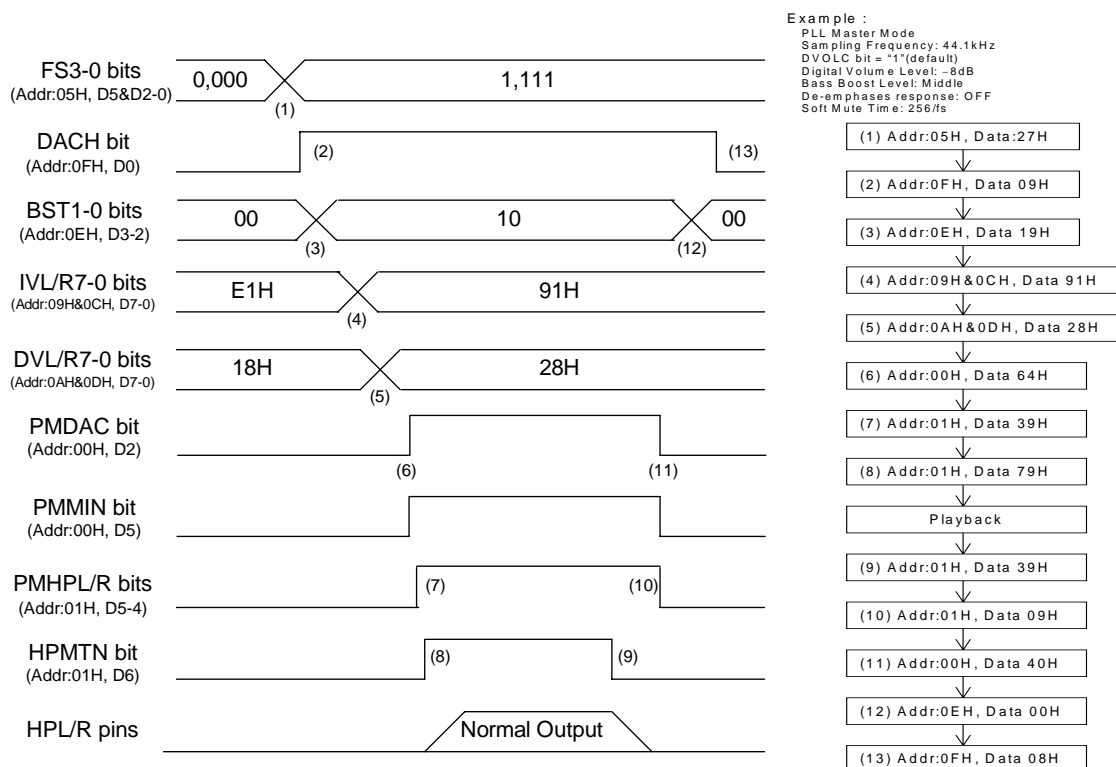 FS3-0 bits
(Addr:05H, D5&D2-0)
0,000
1,111
(1)
DACH bit
(Addr:0FH, D0)
(2)
(13)
BST1-0 bits
(Addr:0EH, D3-2)
00
10
00
(3)
(12)
IVL/R7-0 bits
(Addr:09H&0CH, D7-0)
E1H
91H
(4)
DVL/R7-0 bits
(Addr:0AH&0DH, D7-0)
18H
28H
(5)
PMDAC bit
(Addr:00H, D2)
(6)
(11)
PMMIN bit
(Addr:00H, D5)
PMHPL/R bits
(Addr:01H, D5-4)
(7)
(10)
HPMTN bit
(Addr:01H, D6)
(8)
(9)
HPL/R pins
Normal Output
Example :
PLL Master Mode
Sampling Frequency: 44.1kHz
DVOLC bit = “1”(default)
Digital Volume Level: −8dB
Bass Boost Level: Middle
De-emphases response: OFF
Soft Mute Time: 256/fs
(1) Addr:05H, Data:27H
(2) Addr:0FH, Data 09H
(3) Addr:0EH, Data 19H
(4) Addr:09H&0CH, Data 91H
(5) Addr:0AH&0DH, Data 28H
(6) Addr:00H, Data 64H
(7) Addr:01H, Data 39H
(8) Addr:01H, Data 79H
Playback
(9) Addr:01H, Data 39H
(10) Addr:01H, Data 09H
(11) Addr:00H, Data 40H
(12) Addr:0EH, Data 00H
(13) Addr:0FH, Data 08H